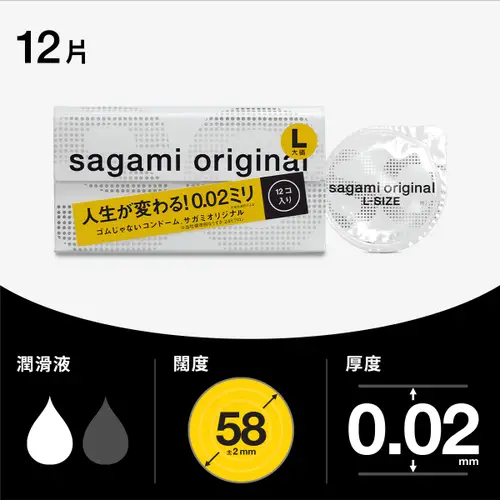 12片
L
大碼
sagami original
人生が変わる!0.02ミリ
ゴムじゃないコンドーム、サガミオリジナル
12コ
入り
sagami original
L-SIZE
潤滑液
闊度
厚度
58
±2mm
0.02
mm